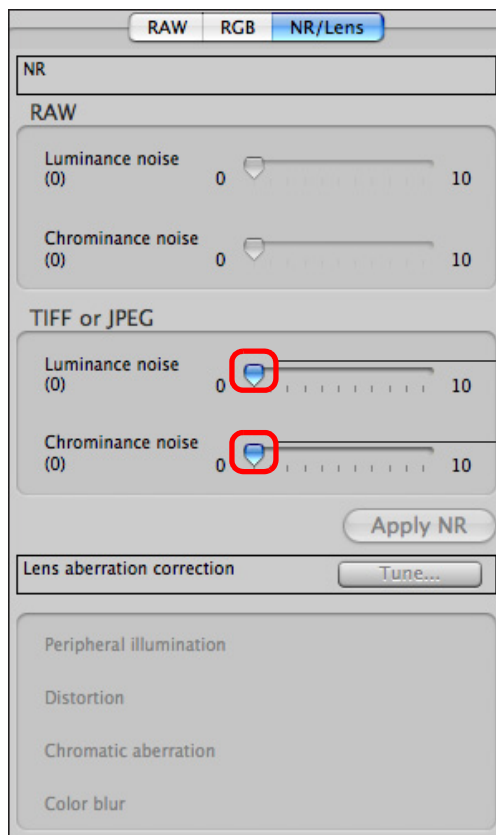 RAW RGB NR/Lens
NR
RAW
Luminance noise
(0) 0 10
Chrominance noise
(0) 0 10
TIFF or JPEG
Luminance noise
(0) 0 10
Chrominance noise
(0) 0 10
Apply NR
Lens aberration correction Tune...
Peripheral illumination
Distortion
Chromatic aberration
Color blur